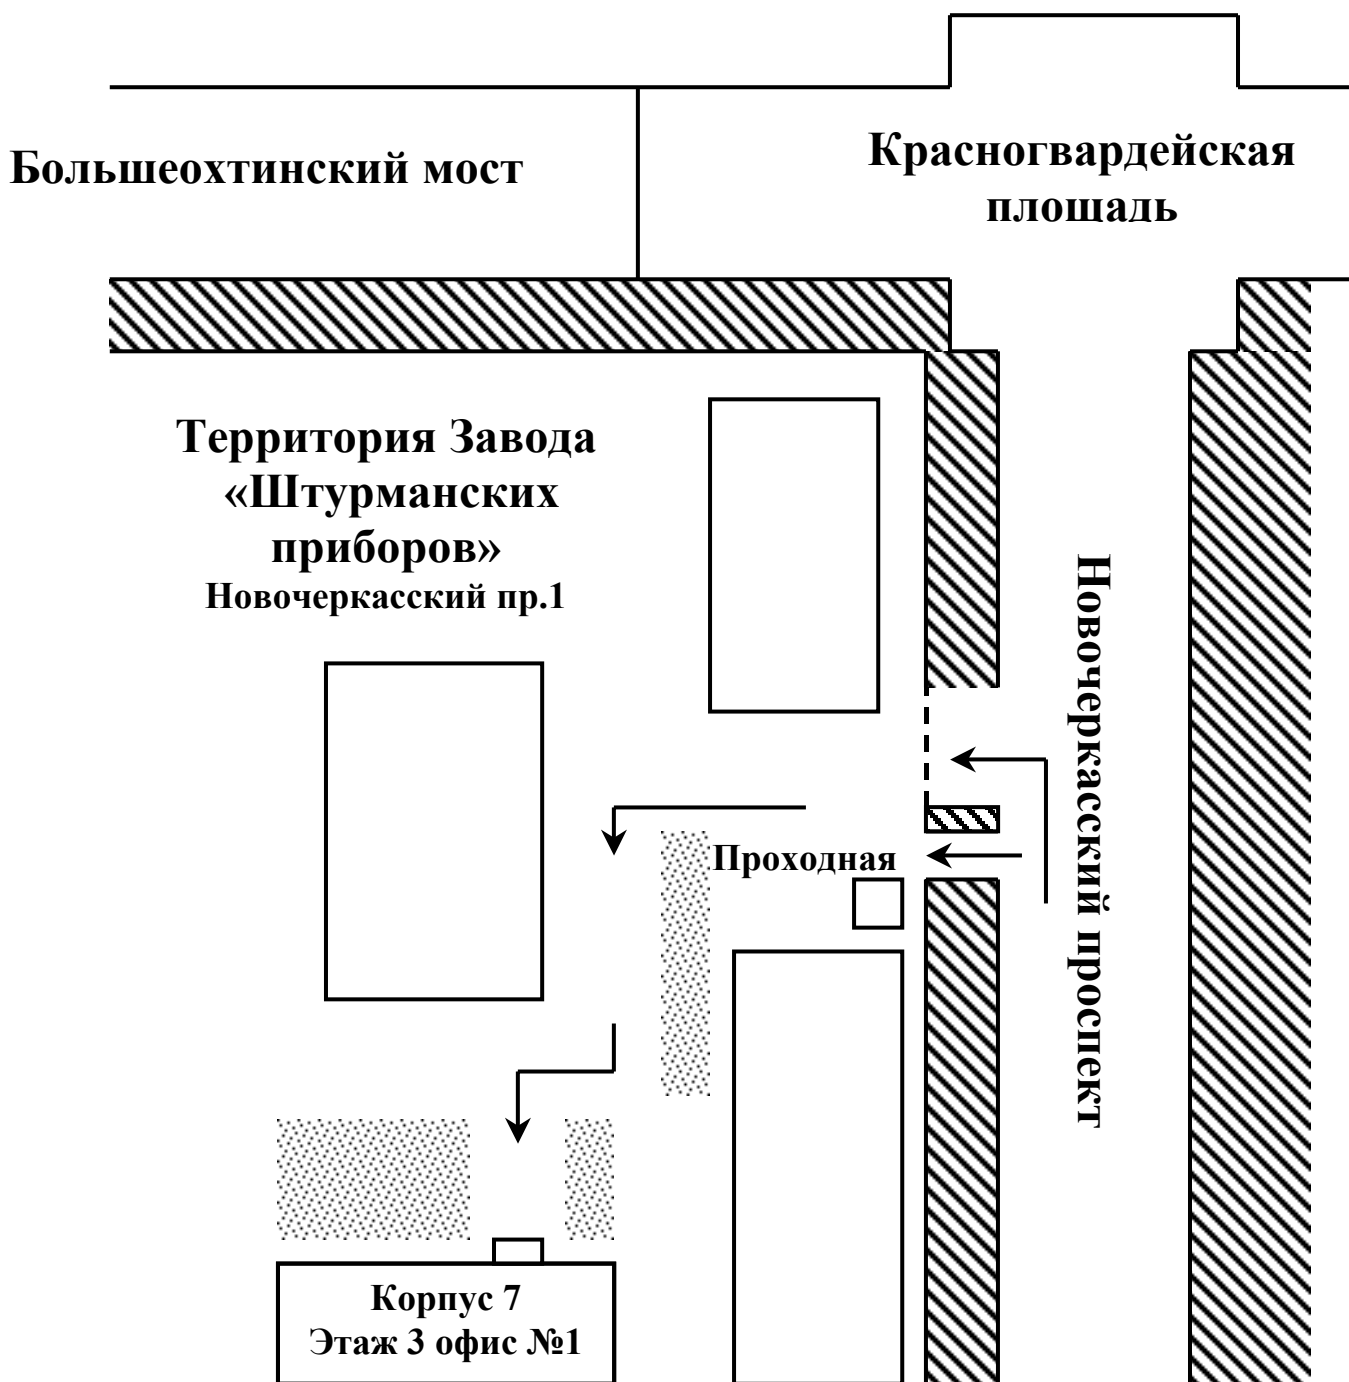 Большеохтинский мост
Красногвардейская
площадь
Территория Завода
«Штурманских
приборов»
Новочеркасский пр.1
Новочеркасский проспект
Проходная
Корпус 7
Этаж 3 офис №1